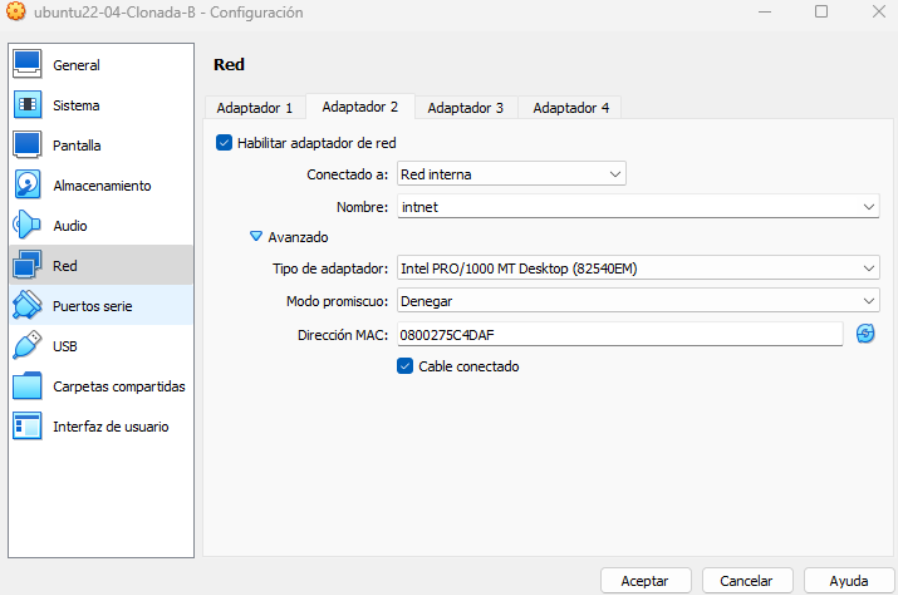 ubuntu22-04-Clonada-B - Configuración
General
Sistema
Pantalla
Almacenamiento
Audio
Red
Puertos serie
USB
Carpetas compartidas
Interfaz de usuario
Red
Adaptador 1 Adaptador 2 Adaptador 3 Adaptador 4
Habilitar adaptador de red
Conectado a: Red interna
Nombre: intnet
Avanzado
Tipo de adaptador: Intel PRO/1000 MT Desktop (82540EM)
Modo promiscuo: Denegar
Dirección MAC: 0800275C4DAF
Cable conectado
Aceptar Cancelar Ayuda